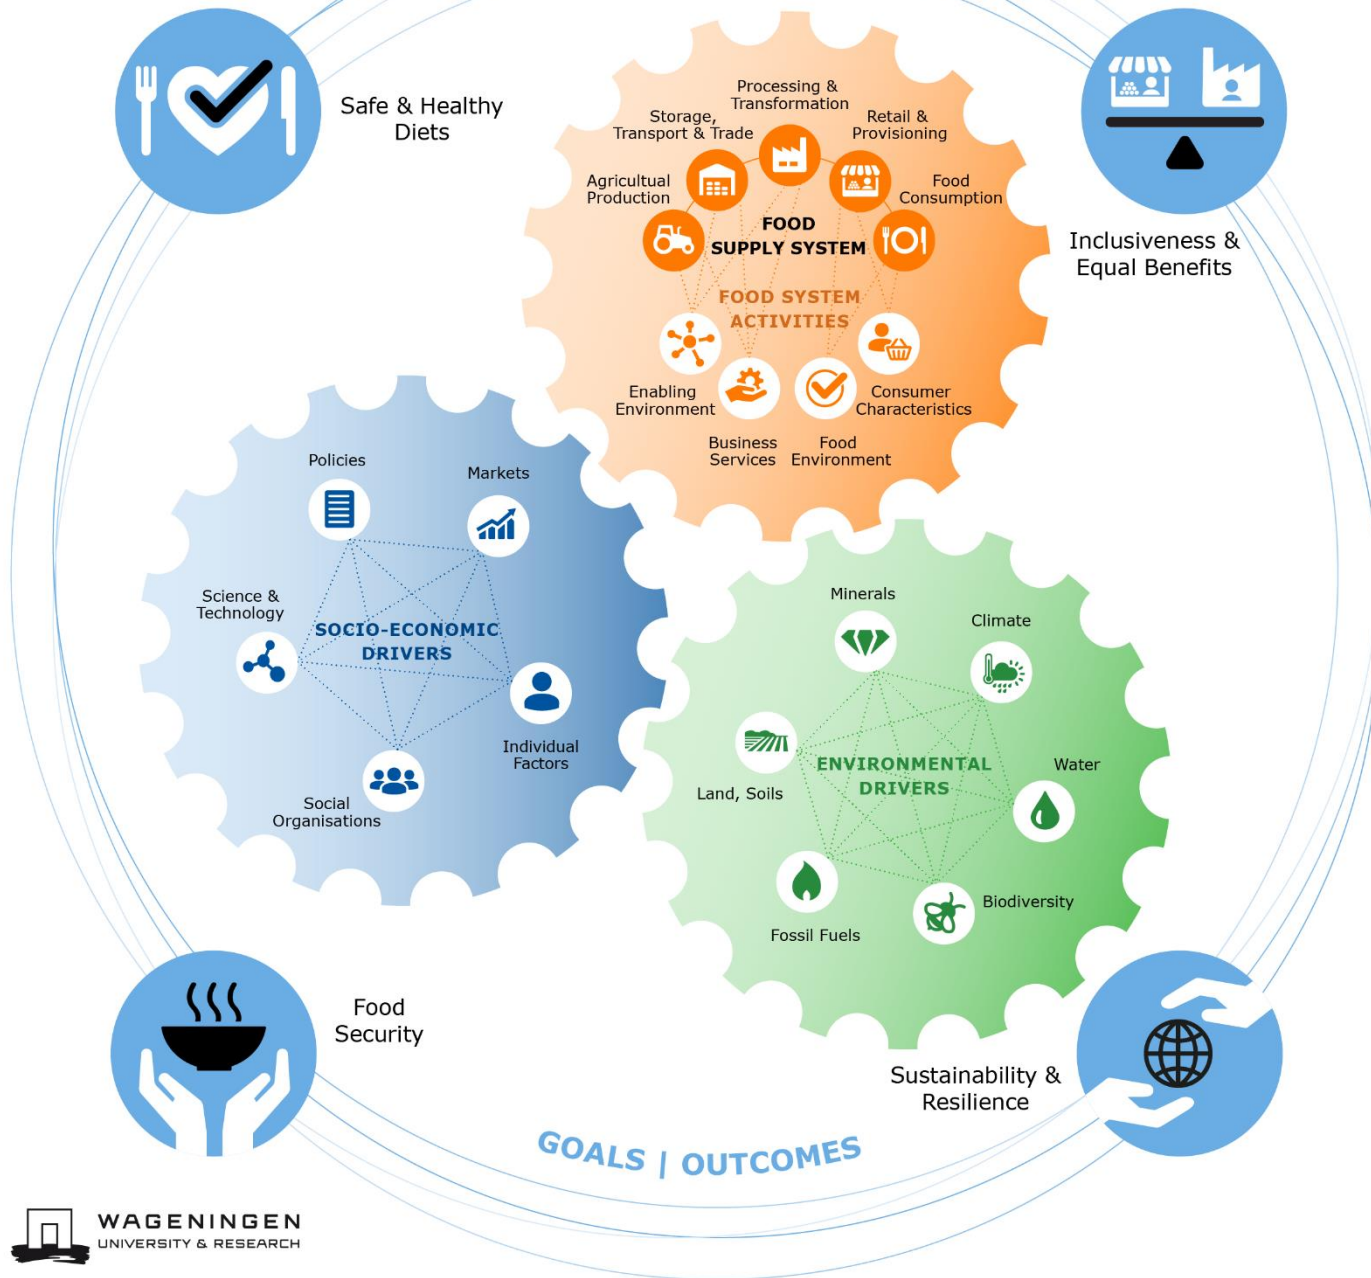 Safe & Healthy
Diets
Processing &
Transformation
Storage,
Transport & Trade
Retail &
Provisioning
Agricultual
Production
Food
Consumption
FOOD
SUPPLY SYSTEM
FOOD SYSTEM
ACTIVITIES
Enabling
Environment
Business
Services
Food
Environment
Consumer
Characteristics
Inclusiveness &
Equal Benefits
Policies
Markets
Science &
Technology
SOCIO-ECONOMIC
DRIVERS
Individual
Factors
Social
Organisations
Minerals
Climate
Land, Soils
ENVIRONMENTAL
DRIVERS
Water
Fossil Fuels
Biodiversity
Food
Security
Sustainability &
Resilience
GOALS | OUTCOMES
WAGENINGEN
UNIVERSITY & RESEARCH